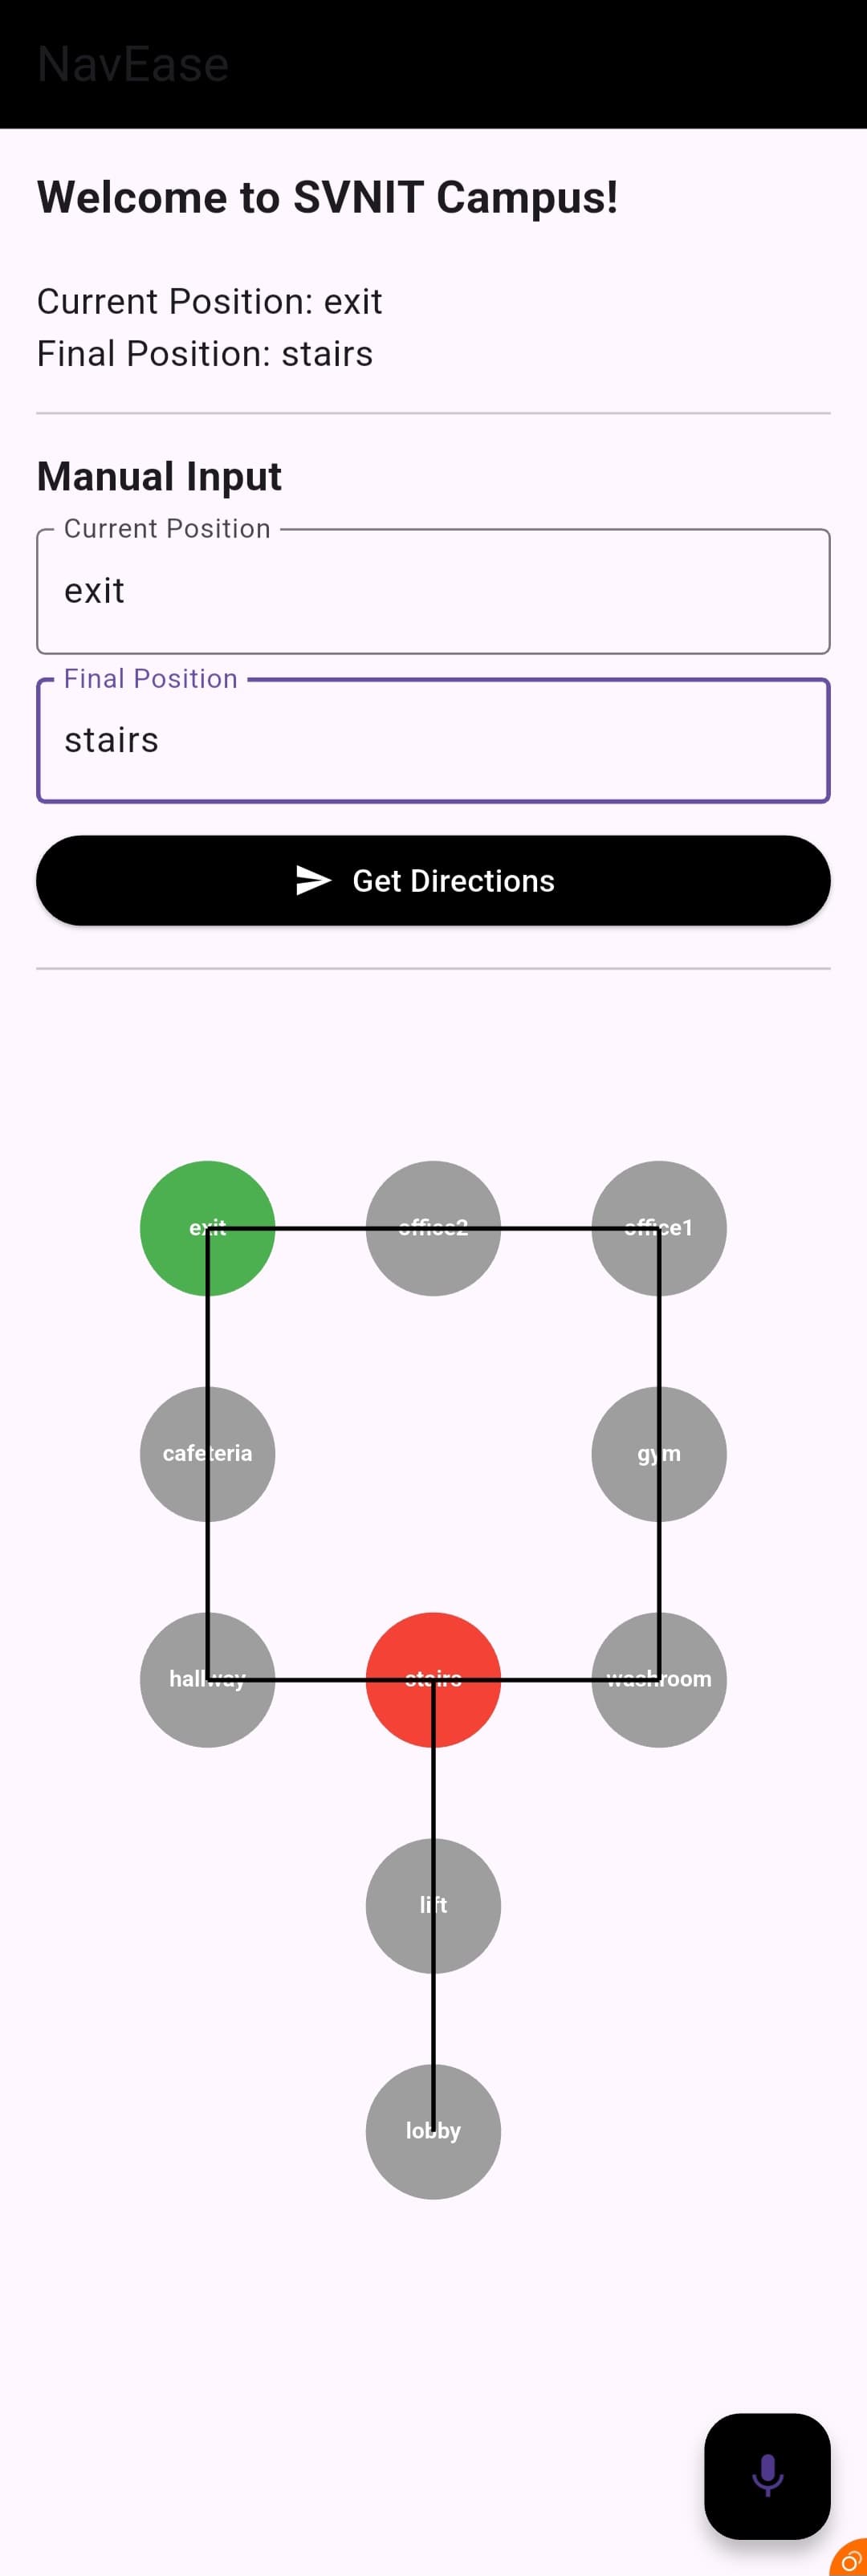 NavEase
Welcome to SVNIT Campus!
Current Position: exit
Final Position: stairs
Manual Input
Current Position
exit
Final Position
stairs
Get Directions
exit office2 office1
cafeteria gym
hallway stairs washroom
lift
lobby